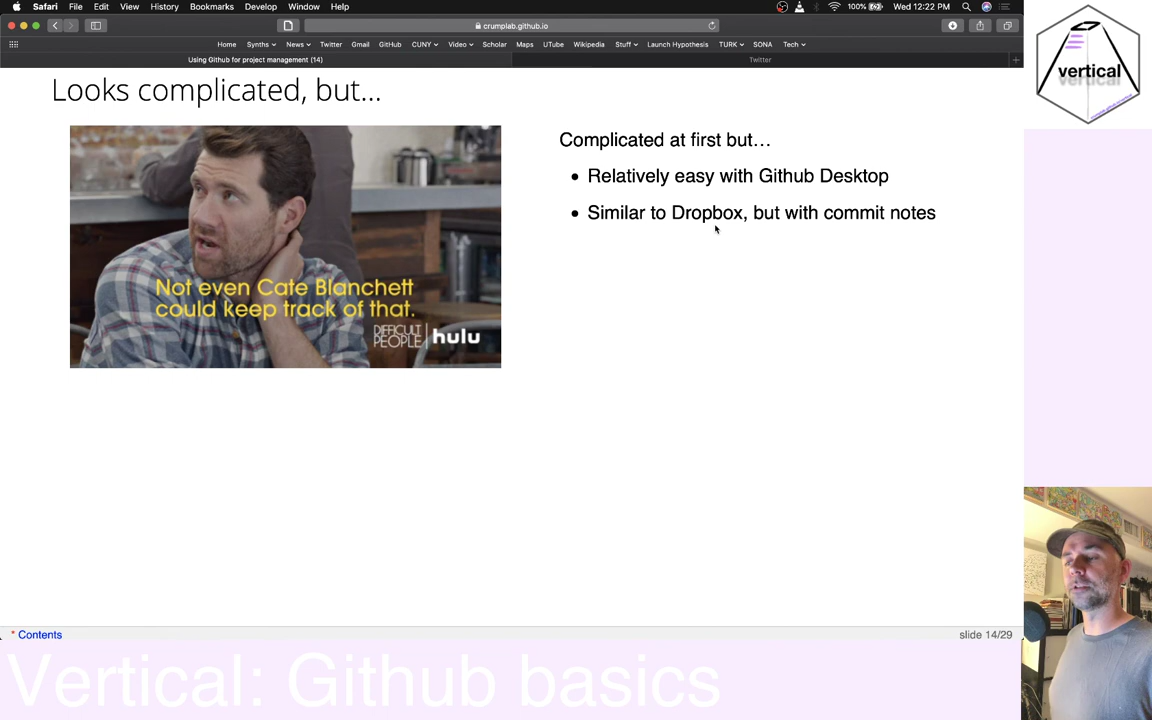 Safari File Edit View History Bookmarks Develop Window Help 100% Wed 12:22 PM
crumplab.github.io
Home Synths News Twitter Gmail GitHub CUNY Video Scholar Maps UTube Wikipedia Stuff Launch Hypothesis TURK SONA Tech
Using Github for project management (14) Twitter
Looks complicated, but...
Not even Cate Blanchett
could keep track of that.
DIFFICULT
PEOPLE hulu
Complicated at first but…
• Relatively easy with Github Desktop
• Similar to Dropbox, but with commit notes
vertical
vertical
* Contents
slide 14/29
Vertical: Github basics